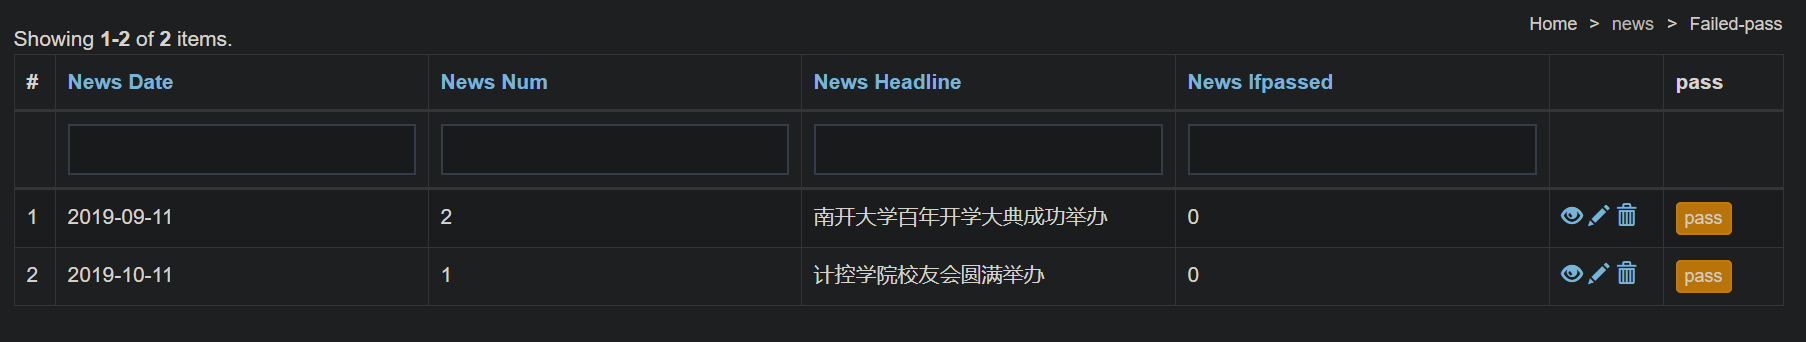 Home > news > Failed-pass
Showing 1-2 of 2 items.
# News Date News Num News Headline News Ifpassed pass
1 2019-09-11 2 南开大学百年开学大典成功举办 0 pass
2 2019-10-11 1 计控学院校友会圆满举办 0 pass